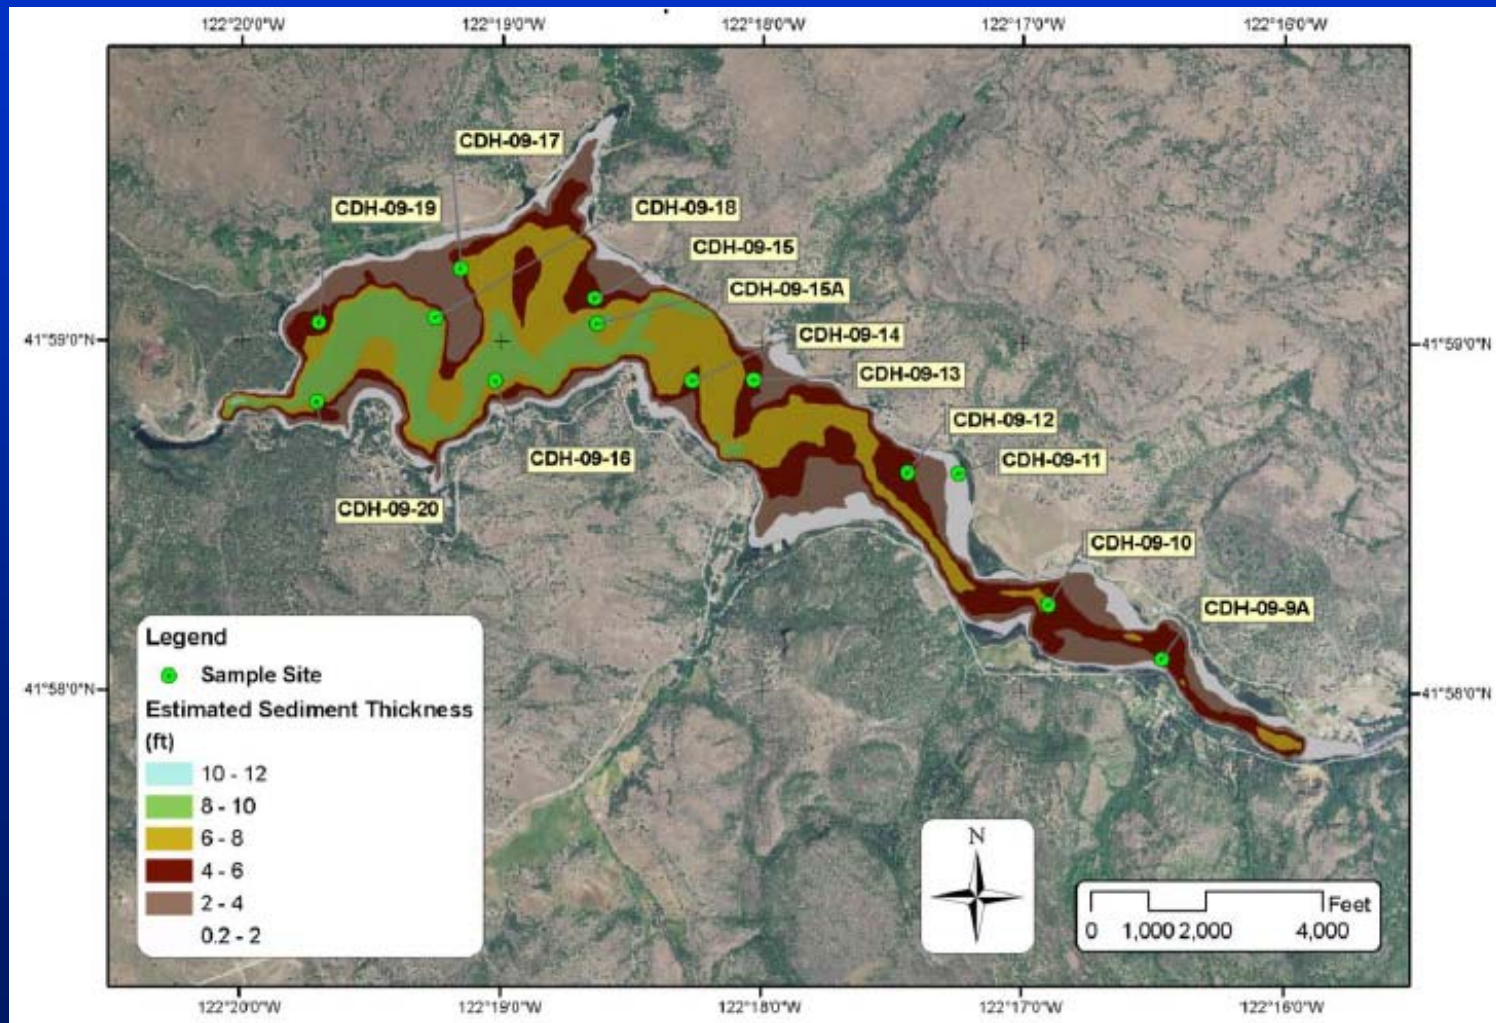 122°20'0"W
122°19'0"W
122°18'0"W
122°17'0"W
122°16'0"W
CDH-09-17
CDH-09-19
CDH-09-18
CDH-09-15
CDH-09-15A
CDH-09-14
41°59'0"N
41°59'0"N
CDH-09-13
CDH-09-12
CDH-09-16
CDH-09-11
CDH-09-20
CDH-09-10
CDH-09-9A
41°58'0"N
41°58'0"N
Legend
Sample Site
Estimated Sediment Thickness
(ft)
10 - 12
8 - 10
6 - 8
4 - 6
2 - 4
0.2 - 2
N
Feet
0 1,000 2,000 4,000
122°20'0"W
122°19'0"W
122°18'0"W
122°17'0"W
122°16'0"W